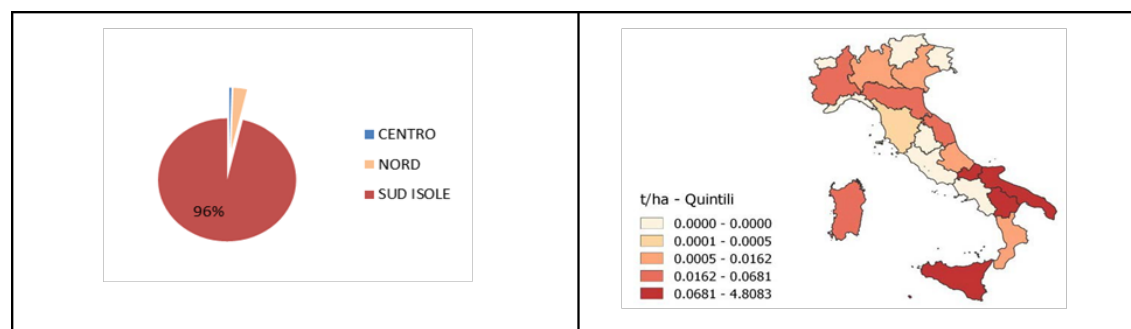 96%
CENTRO
NORD
SUD ISOLE
t/ha - Quintili
0.0000 - 0.0000
0.0001 - 0.0005
0.0005 - 0.0162
0.0162 - 0.0681
0.0681 - 4.8083